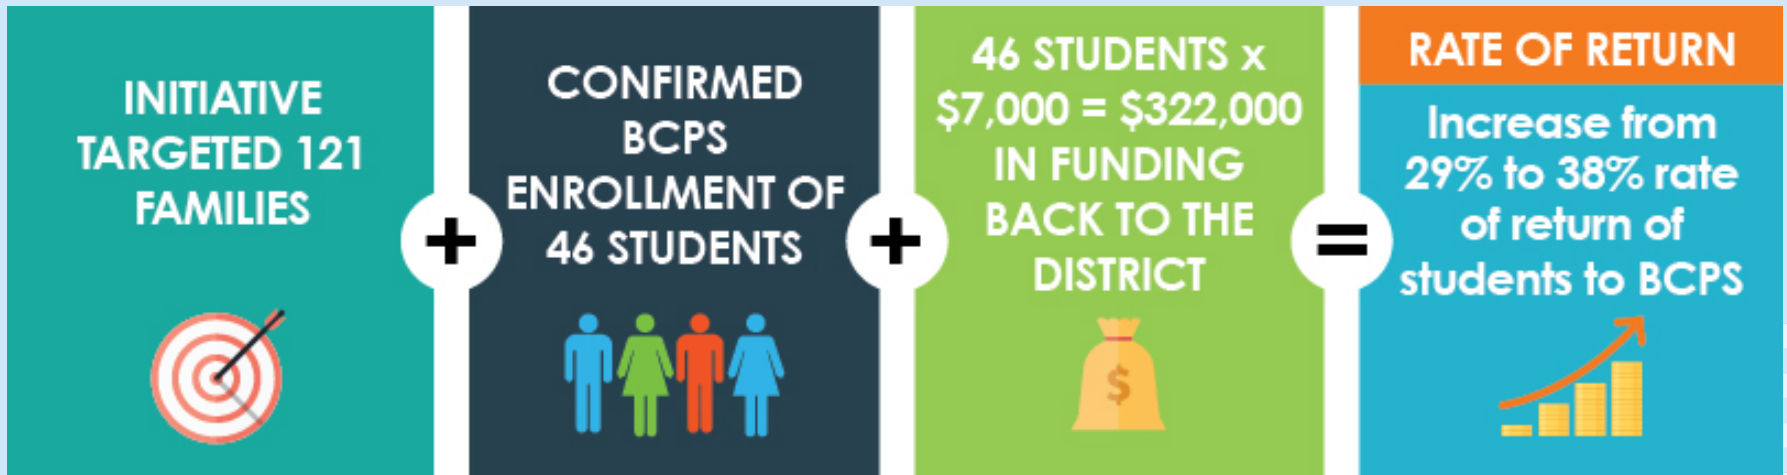 INITIATIVE
TARGETED 121
FAMILIES
+
CONFIRMED
BCPS
ENROLLMENT OF
46 STUDENTS
+
46 STUDENTS x
$7,000 = $322,000
IN FUNDING
BACK TO THE
DISTRICT
$
=
RATE OF RETURN
Increase from
29% to 38% rate
of return of
students to BCPS